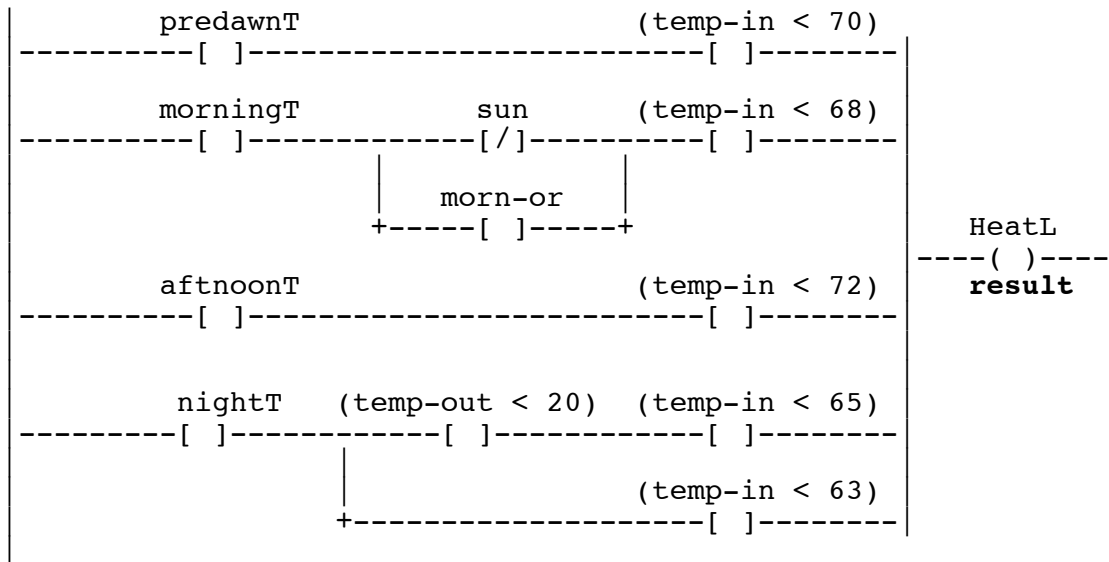 predawnT (temp-in < 70)
----------[ ]--------------------------[ ]--------
morningT sun (temp-in < 68)
----------[ ]-------------[/]----------[ ]--------
morn-or
+-----[ ]-----+
HeatL
----( )----
aftnoonT (temp-in < 72) result
----------[ ]--------------------------[ ]--------
nightT (temp-out < 20) (temp-in < 65)
---------[ ]------------[ ]------------[ ]--------
(temp-in < 63)
+--------------------[ ]--------